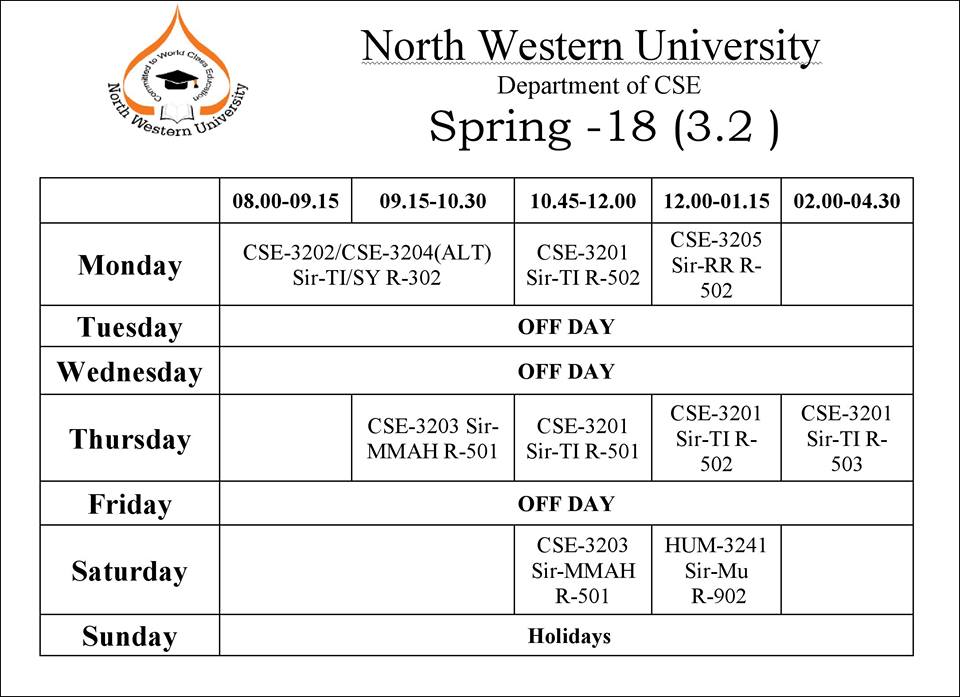 Committed to World Class Education
North Western University
North Western University
Department of CSE
Spring -18 (3.2 )
08.00-09.15 09.15-10.30 10.45-12.00 12.00-01.15 02.00-04.30
Monday
CSE-3202/CSE-3204(ALT)
Sir-TI/SY R-302
CSE-3201
Sir-TI R-502
CSE-3205
Sir-RR R-
502
Tuesday
OFF DAY
Wednesday
OFF DAY
Thursday
CSE-3203 Sir-
MMAH R-501
CSE-3201
Sir-TI R-501
CSE-3201
Sir-TI R-
502
CSE-3201
Sir-TI R-
503
Friday
OFF DAY
Saturday
CSE-3203
Sir-MMAH
R-501
HUM-3241
Sir-Mu
R-902
Sunday
Holidays